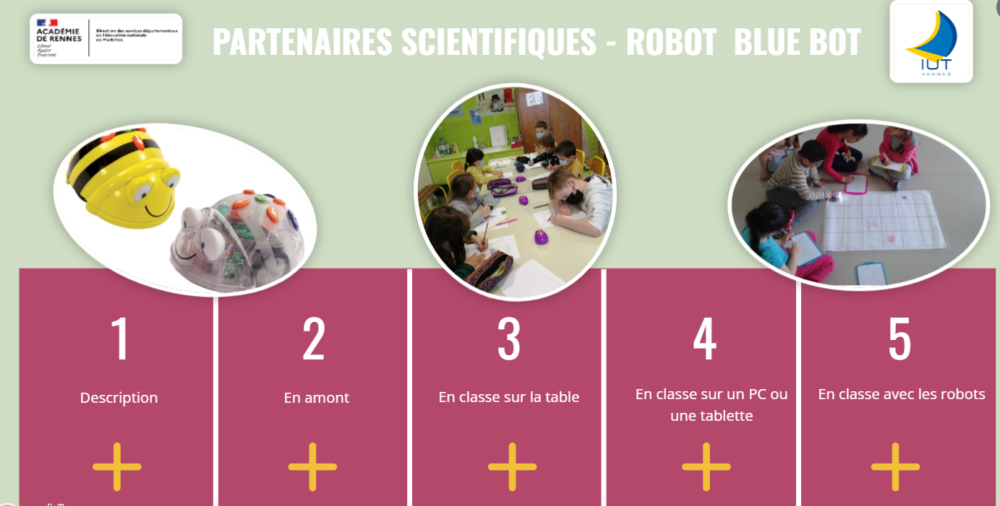 ACADÉMIE
DE RENNES
Liberté
Égalité
Fraternité
Direction des services départementaux
de l'éducation nationale
du Morbihan
PARTENAIRES SCIENTIFIQUES - ROBOT BLUE BOT
IUT
VANNES
1
Description
2
En amont
3
En classe sur la table
4
En classe sur un PC ou
une tablette
5
En classe avec les robots